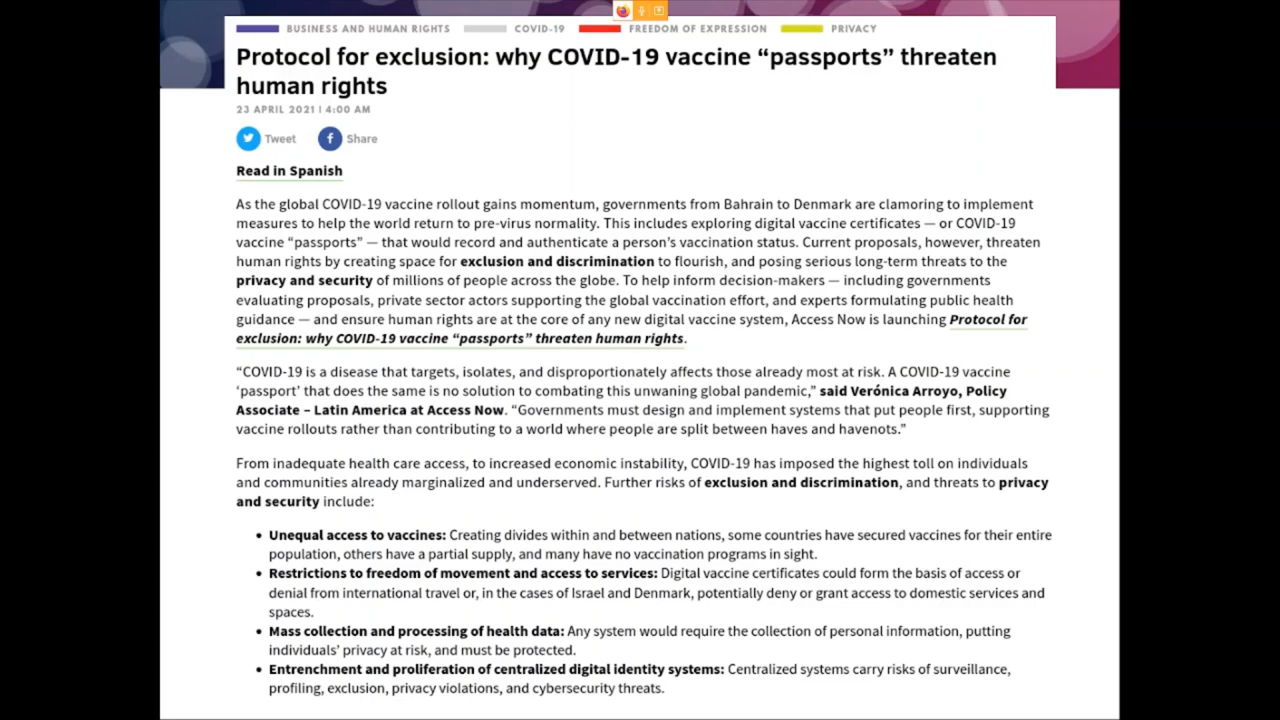 BUSINESS AND HUMAN RIGHTS COVID-19 FREEDOM OF EXPRESSION PRIVACY
Protocol for exclusion: why COVID-19 vaccine “passports” threaten
human rights
23 APRIL 2021 | 4:00 AM
Tweet Share
Read in Spanish
As the global COVID-19 vaccine rollout gains momentum, governments from Bahrain to Denmark are clamoring to implement
measures to help the world return to pre-virus normality. This includes exploring digital vaccine certificates — or COVID-19
vaccine “passports” — that would record and authenticate a person’s vaccination status. Current proposals, however, threaten
human rights by creating space for exclusion and discrimination to flourish, and posing serious long-term threats to the
privacy and security of millions of people across the globe. To help inform decision-makers — including governments
evaluating proposals, private sector actors supporting the global vaccination effort, and experts formulating public health
guidance — and ensure human rights are at the core of any new digital vaccine system, Access Now is launching Protocol for
exclusion: why COVID-19 vaccine “passports” threaten human rights.
“COVID-19 is a disease that targets, isolates, and disproportionately affects those already most at risk. A COVID-19 vaccine
‘passport’ that does the same is no solution to combating this unwaning global pandemic,” said Verónica Arroyo, Policy
Associate – Latin America at Access Now. “Governments must design and implement systems that put people first, supporting
vaccine rollouts rather than contributing to a world where people are split between haves and havenots.”
From inadequate health care access, to increased economic instability, COVID-19 has imposed the highest toll on individuals
and communities already marginalized and underserved. Further risks of exclusion and discrimination, and threats to privacy
and security include:
• Unequal access to vaccines: Creating divides within and between nations, some countries have secured vaccines for their entire
population, others have a partial supply, and many have no vaccination programs in sight.
• Restrictions to freedom of movement and access to services: Digital vaccine certificates could form the basis of access or
denial from international travel or, in the cases of Israel and Denmark, potentially deny or grant access to domestic services and
spaces.
• Mass collection and processing of health data: Any system would require the collection of personal information, putting
individuals’ privacy at risk, and must be protected.
• Entrenchment and proliferation of centralized digital identity systems: Centralized systems carry risks of surveillance,
profiling, exclusion, privacy violations, and cybersecurity threats.